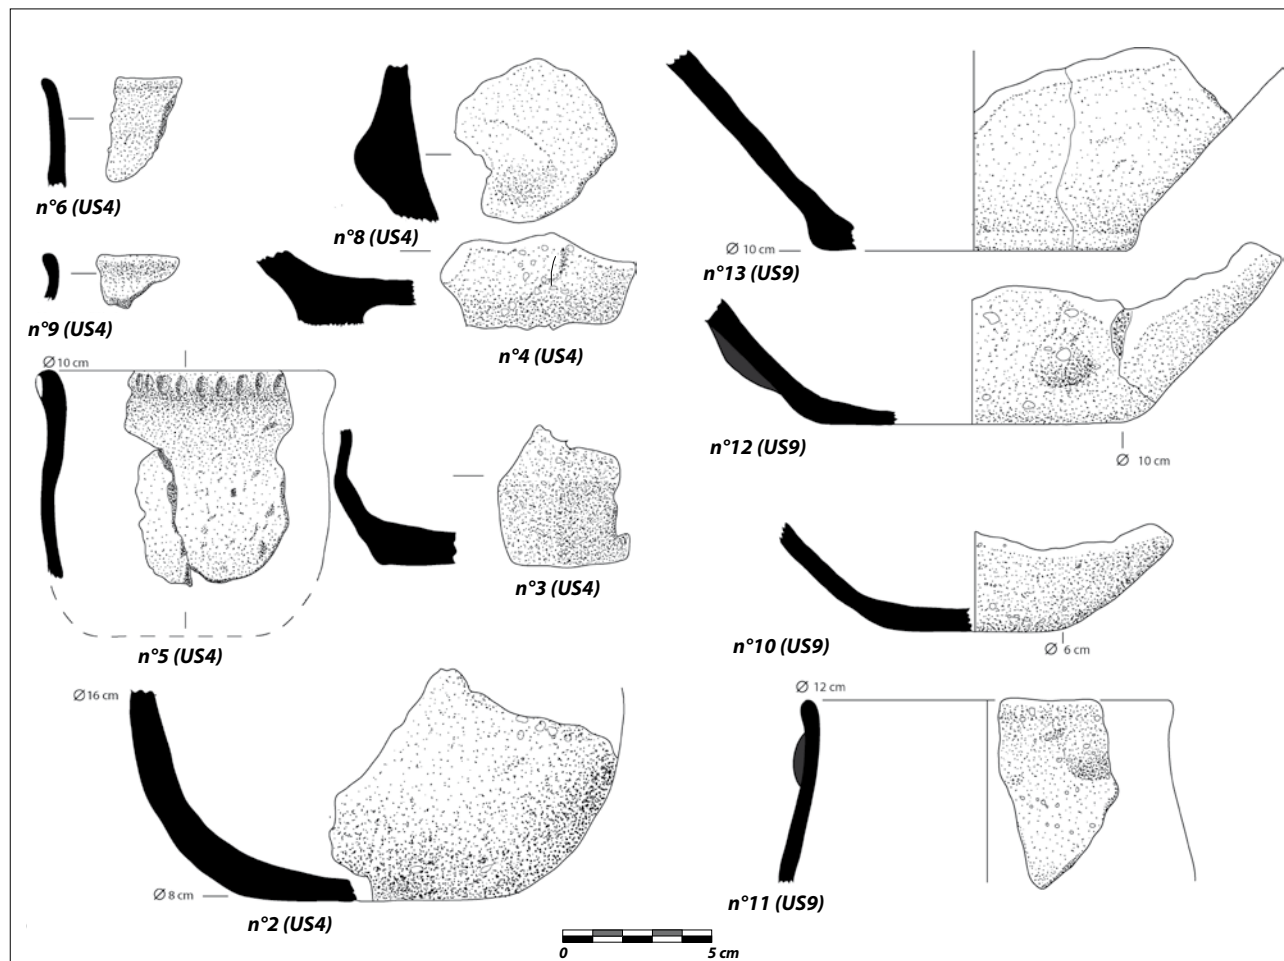 n°6 (US4)
n°8 (US4)
Ø 10 cm
n°13 (US9)
n°9 (US4)
n°4 (US4)
Ø 10 cm
n°12 (US9)
Ø 10 cm
n°3 (US4)
n°5 (US4)
n°10 (US9)
Ø 6 cm
Ø 16 cm
Ø 12 cm
Ø 8 cm
n°2 (US4)
n°11 (US9)
0 5 cm